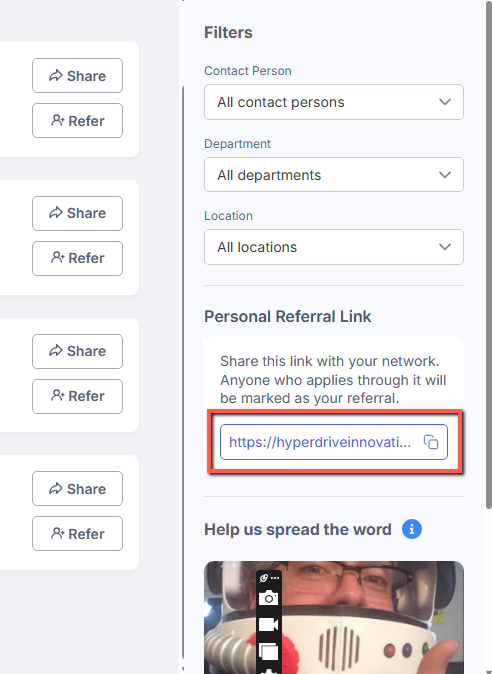 Share
Refer
Share
Refer
Share
Refer
Share
Refer
Filters
Contact Person
All contact persons
Department
All departments
Location
All locations
Personal Referral Link
Share this link with your network.
Anyone who applies through it will
be marked as your referral.
https://hyperdriveinnovati...
Help us spread the word